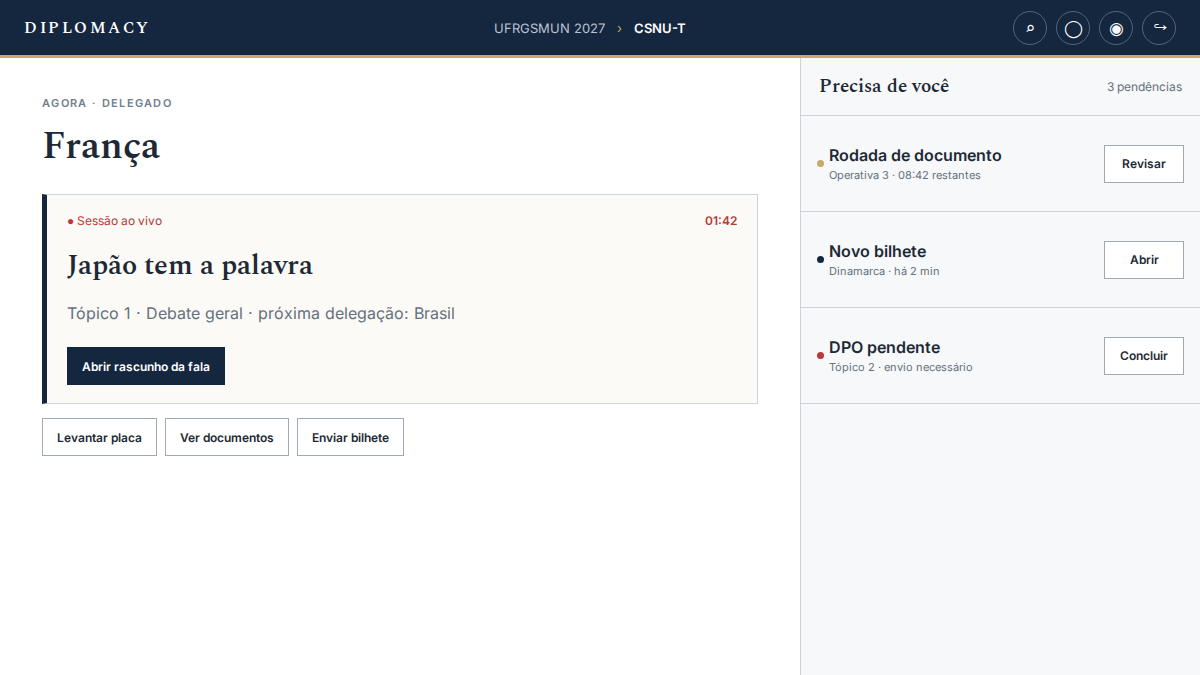 DIPLOMACY
UFRGSMUN 2027 › CSNU-T
AGORA · DELEGADO
França
● Sessão ao vivo 01:42
Japão tem a palavra
Tópico 1 · Debate geral · próxima delegação: Brasil
Abrir rascunho da fala
Levantar placa Ver documentos Enviar bilhete
Precisa de você 3 pendências
Rodada de documento
Operativa 3 · 08:42 restantes
Revisar
Novo bilhete
Dinamarca · há 2 min
Abrir
DPO pendente
Tópico 2 · envio necessário
Concluir